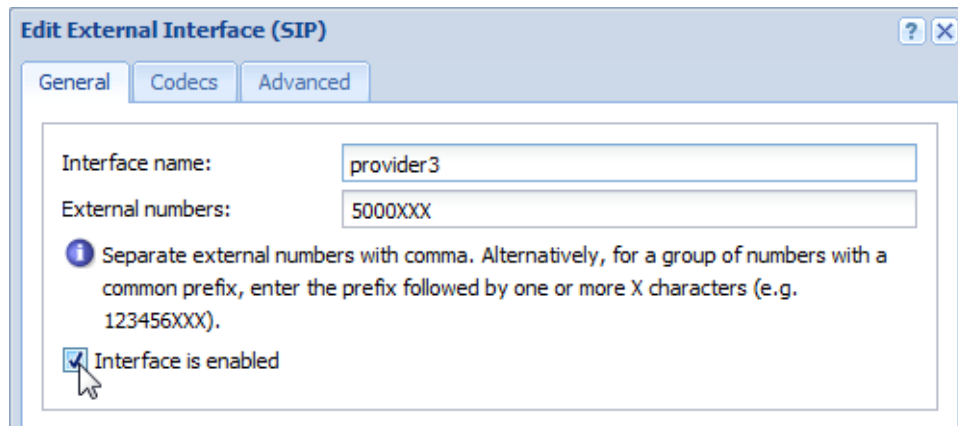 Edit External Interface (SIP)
General Codecs Advanced
Interface name: provider3
External numbers: 5000XXX
Separate external numbers with comma. Alternatively, for a group of numbers with a
common prefix, enter the prefix followed by one or more X characters (e.g.
123456XXX).
Interface is enabled